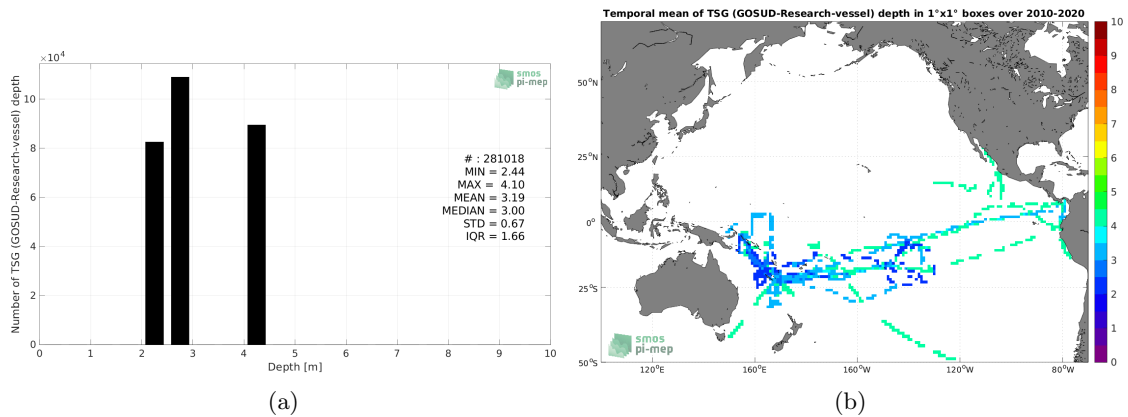 ×10⁴
10
8
6
4
2
0
Number of TSG (GOSUD-Research-vessel) depth
smos
pi-mep
# : 281018
MIN = 2.44
MAX = 4.10
MEAN = 3.19
MEDIAN = 3.00
STD = 0.67
IQR = 1.66
0 1 2 3 4 5 6 7 8 9 10
Depth [m]
(a)
Temporal mean of TSG (GOSUD-Research-vessel) depth in 1°x1° boxes over 2010-2020
50°N
25°N
0°
25°S
50°S
120°E
160°E
160°W
120°W
80°W
smos
pi-mep
10
9
8
7
6
5
4
3
2
1
0
(b)